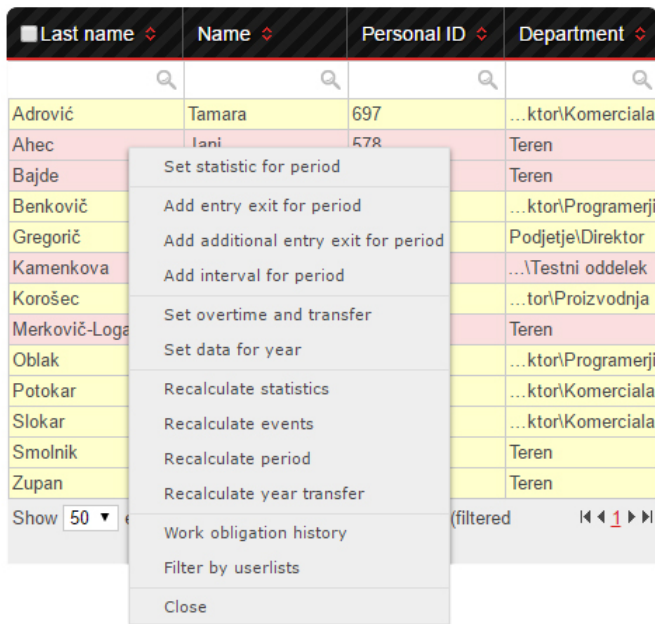 Last name Name Personal ID Department
Adrović Tamara 697 ...ktor\Komerciala
Ahec Jani 578 Teren
Bajde Teren
Benkovič ...ktor\Programerji
Gregorič Podjetje\Direktor
Kamenkova ...\Testni oddelek
Korošec ...tor\Proizvodnja
Merkovič-Loga Teren
Oblak ...ktor\Programerji
Potokar ...ktor\Komerciala
Slokar ...ktor\Komerciala
Smolnik Teren
Zupan Teren
Show 50 (filtered 1
Set statistic for period
Add entry exit for period
Add additional entry exit for period
Add interval for period
Set overtime and transfer
Set data for year
Recalculate statistics
Recalculate events
Recalculate period
Recalculate year transfer
Work obligation history
Filter by userlists
Close